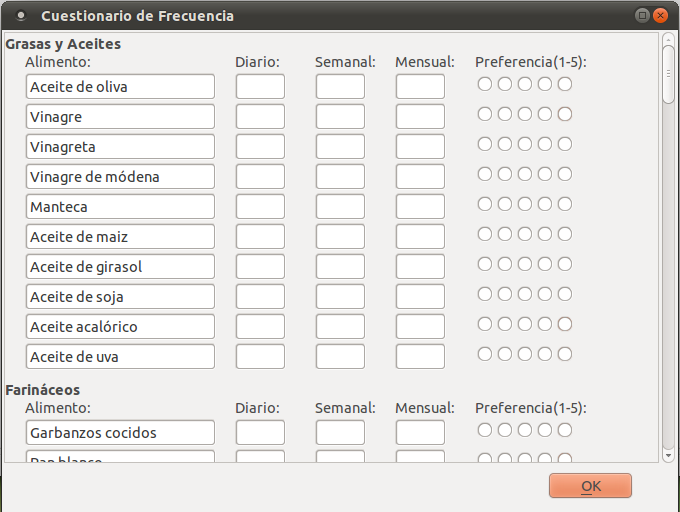 Cuestionario de Frecuencia
Grasas y Aceites
Alimento: Diario: Semanal: Mensual: Preferencia(1-5):
Aceite de oliva
Vinagre
Vinagreta
Vinagre de módena
Manteca
Aceite de maiz
Aceite de girasol
Aceite de soja
Aceite acalórico
Aceite de uva
Farináceos
Alimento: Diario: Semanal: Mensual: Preferencia(1-5):
Garbanzos cocidos
Pan blanco
OK